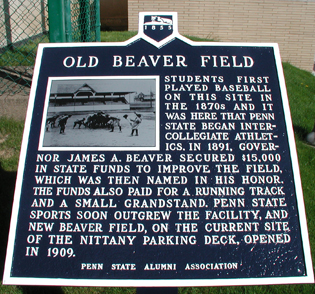 1855
OLD BEAVER FIELD
STUDENTS FIRST
PLAYED BASEBALL
ON THIS SITE IN
THE 1870s AND IT
WAS HERE THAT PENN
STATE BEGAN INTER-
COLLEGIATE ATHLET-
ICS. IN 1891, GOVER-
NOR JAMES A. BEAVER SECURED $15,000
IN STATE FUNDS TO IMPROVE THE FIELD,
WHICH WAS THEN NAMED IN HIS HONOR.
THE FUNDS ALSO PAID FOR A RUNNING TRACK
AND A SMALL GRANDSTAND. PENN STATE
SPORTS SOON OUTGREW THE FACILITY, AND
NEW BEAVER FIELD, ON THE CURRENT SITE
OF THE NITTANY PARKING DECK, OPENED
IN 1909.
PENN STATE ALUMNI ASSOCIATION